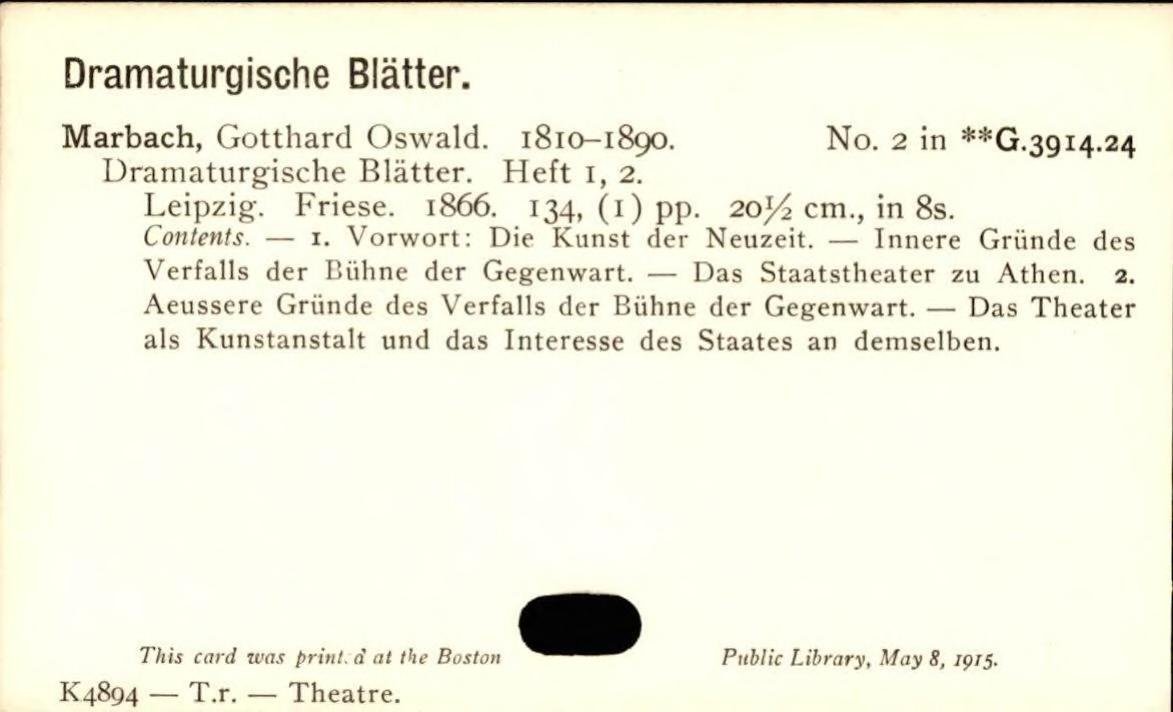 Dramaturgische Blätter.
Marbach, Gotthard Oswald. 1810–1890. No. 2 in **G.3914.24
Dramaturgische Blätter. Heft 1, 2.
Leipzig. Friese. 1866. 134, (1) pp. 20½ cm., in 8s.
Contents. — 1. Vorwort: Die Kunst der Neuzeit. — Innere Gründe des
Verfalls der Bühne der Gegenwart. — Das Staatstheater zu Athen. 2.
Aeussere Gründe des Verfalls der Bühne der Gegenwart. — Das Theater
als Kunstanstalt und das Interesse des Staates an demselben.
This card was print.d at the Boston Public Library, May 8, 1915.
K4894 — T.r. — Theatre.